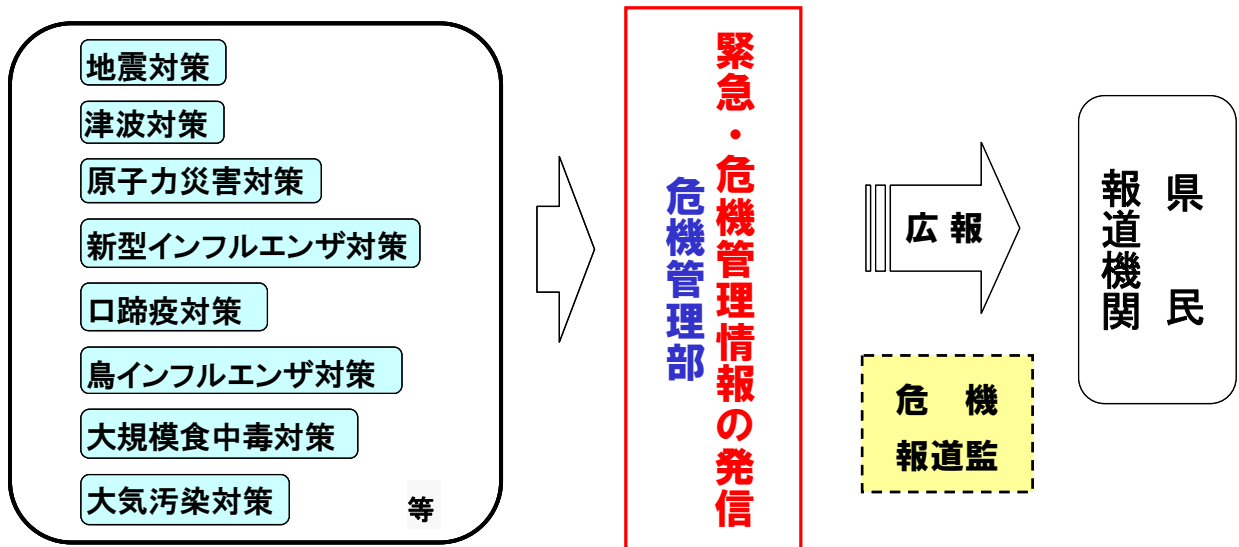 地震対策
津波対策
原子力災害対策
新型インフルエンザ対策
口蹄疫対策
鳥インフルエンザ対策
大規模食中毒対策
大気汚染対策
等
緊急・危機管理情報の発信
危機管理部
広報
危機
報道監
県民
報道機関